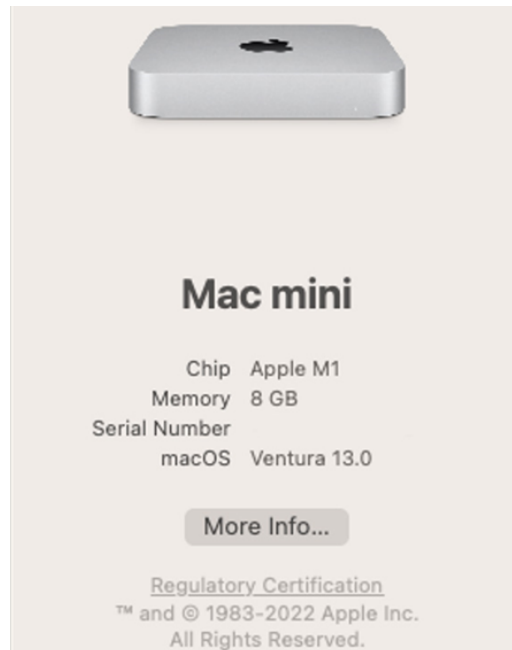 Mac mini
Chip Apple M1
Memory 8 GB
Serial Number
macOS Ventura 13.0
More Info...
Regulatory Certification
™ and © 1983-2022 Apple Inc.
All Rights Reserved.